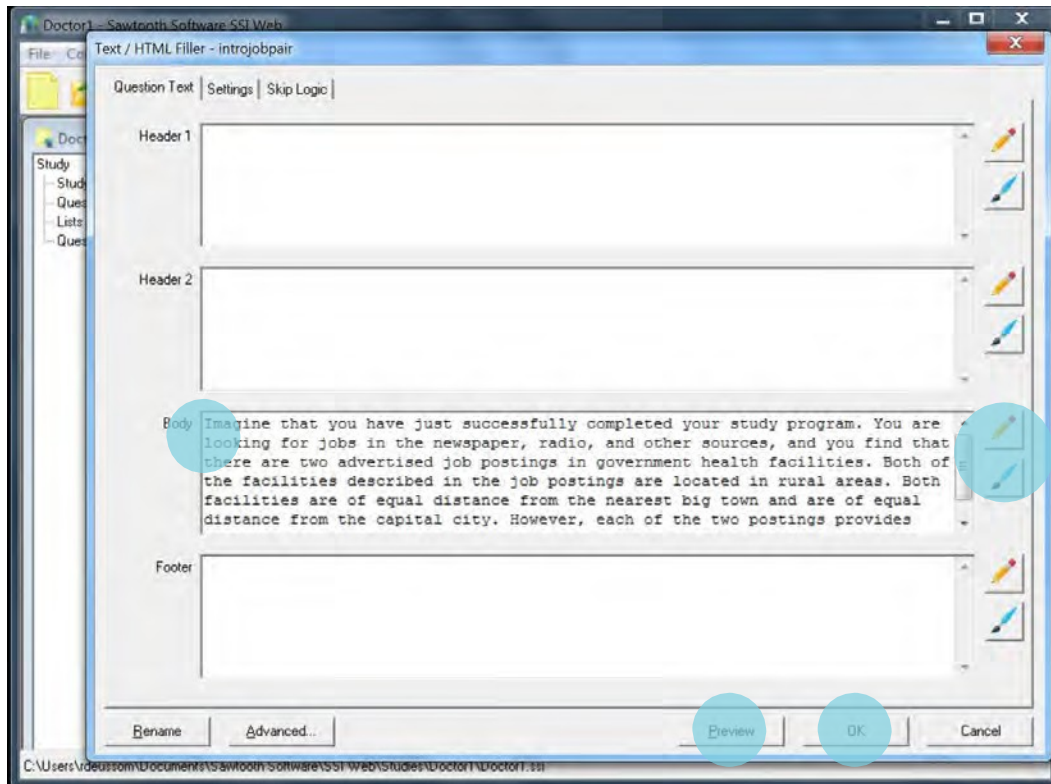 Doctor1 - Sawtooth Software SSI Web
Text / HTML Filler - introjobpair
File Co
Question Text Settings Skip Logic
Header 1
Doct
Study
Stud
Ques
Lists
Ques
Header 2
Body
Imagine that you have just successfully completed your study program. You are
looking for jobs in the newspaper, radio, and other sources, and you find that
there are two advertised job postings in government health facilities. Both of
the facilities described in the job postings are located in rural areas. Both
facilities are of equal distance from the nearest big town and are of equal
distance from the capital city. However, each of the two postings provides
Footer
Rename Advanced... Preview OK Cancel
C:\Users\rdeussom\Documents\Sawtooth Software\SSI Web\Studies\Doctor1\Doctor1.ssi